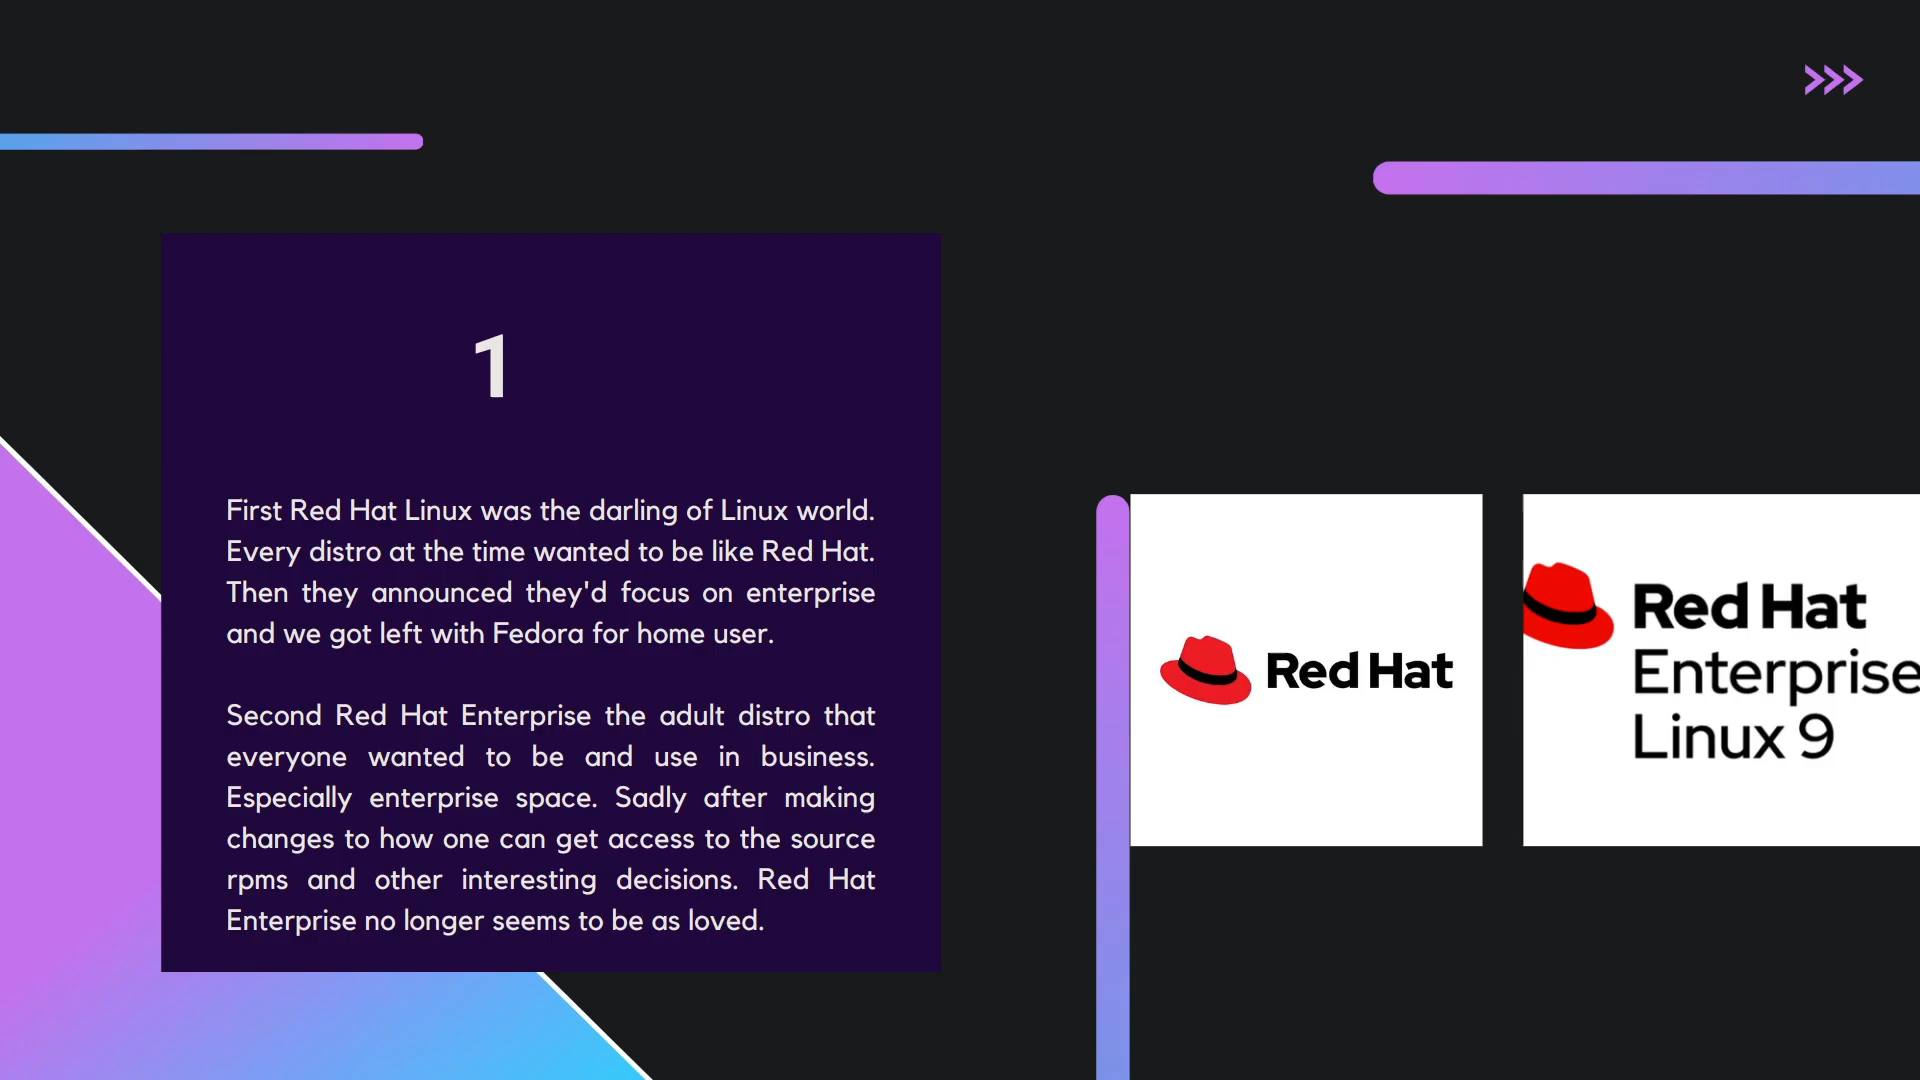 1
First Red Hat Linux was the darling of Linux world.
Every distro at the time wanted to be like Red Hat.
Then they announced they'd focus on enterprise
and we got left with Fedora for home user.
Second Red Hat Enterprise the adult distro that
everyone wanted to be and use in business.
Especially enterprise space. Sadly after making
changes to how one can get access to the source
rpms and other interesting decisions. Red Hat
Enterprise no longer seems to be as loved.
Red Hat
Red Hat
Enterprise
Linux 9